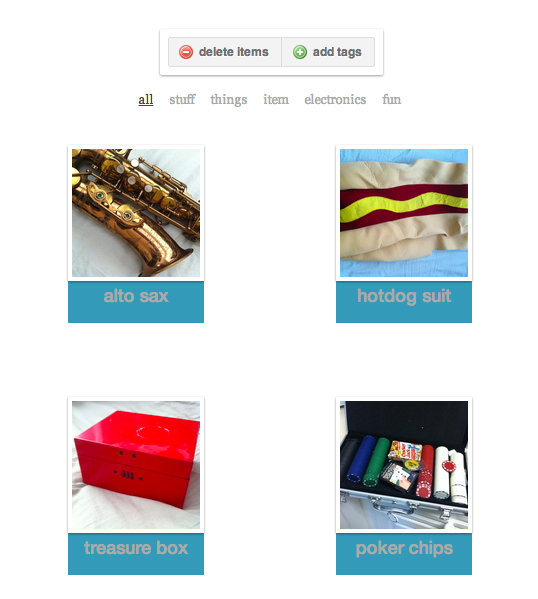 delete items add tags
all stuff things item electronics fun
alto sax hotdog suit
treasure box poker chips